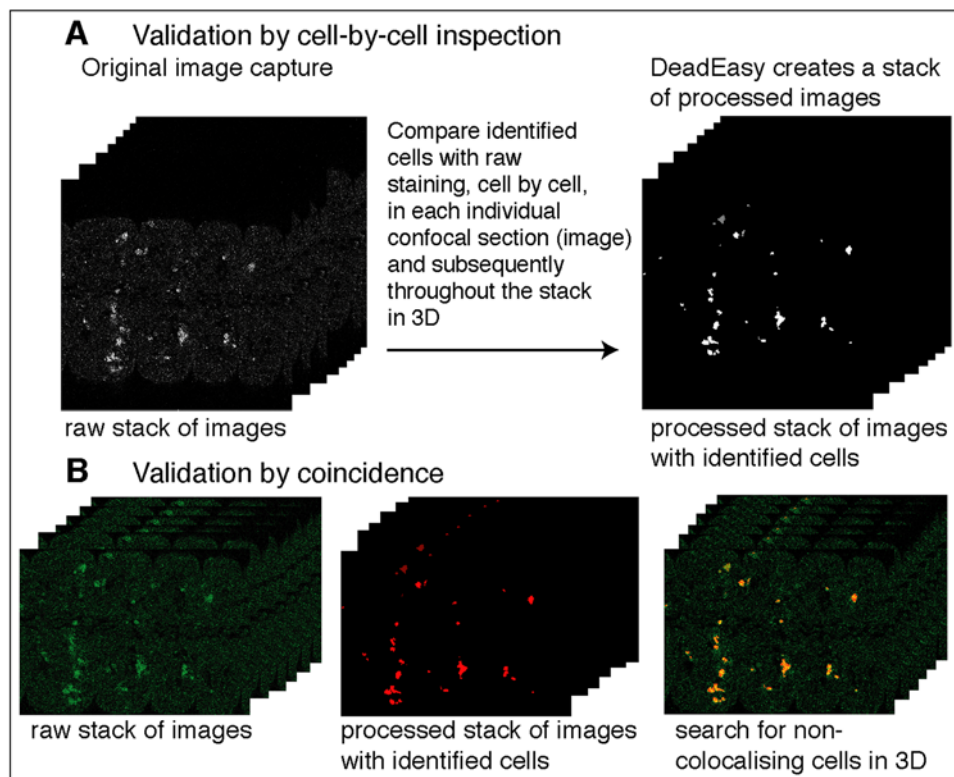 A Validation by cell-by-cell inspection
Original image capture
DeadEasy creates a stack
of processed images
Compare identified
cells with raw
staining, cell by cell,
in each individual
confocal section (image)
and subsequently
throughout the stack
in 3D
raw stack of images
processed stack of images
with identified cells
B Validation by coincidence
raw stack of images
processed stack of images
with identified cells
search for non-
colocalising cells in 3D